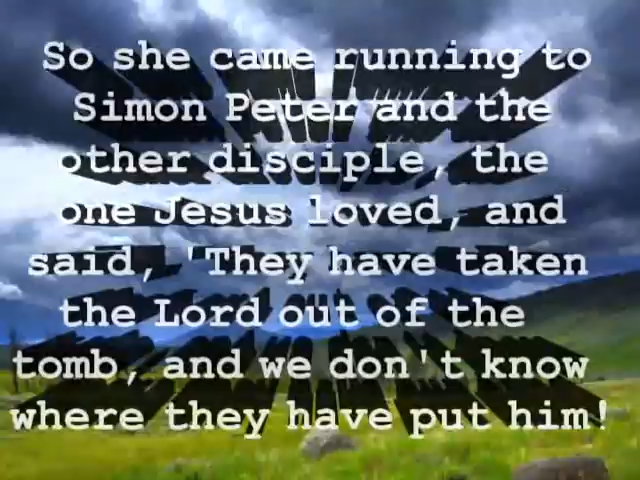 So she came running to
Simon Peter and the
other disciple, the
one Jesus loved, and
said, 'They have taken
the Lord out of the
tomb, and we don't know
where they have put him!